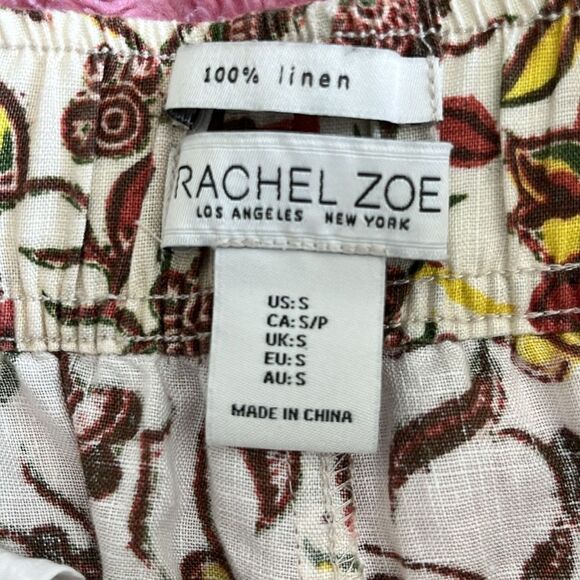 100% linen
RACHEL ZOE
LOS ANGELES NEW YORK
US: S
CA: S/P
UK: S
EU: S
AU: S
MADE IN CHINA